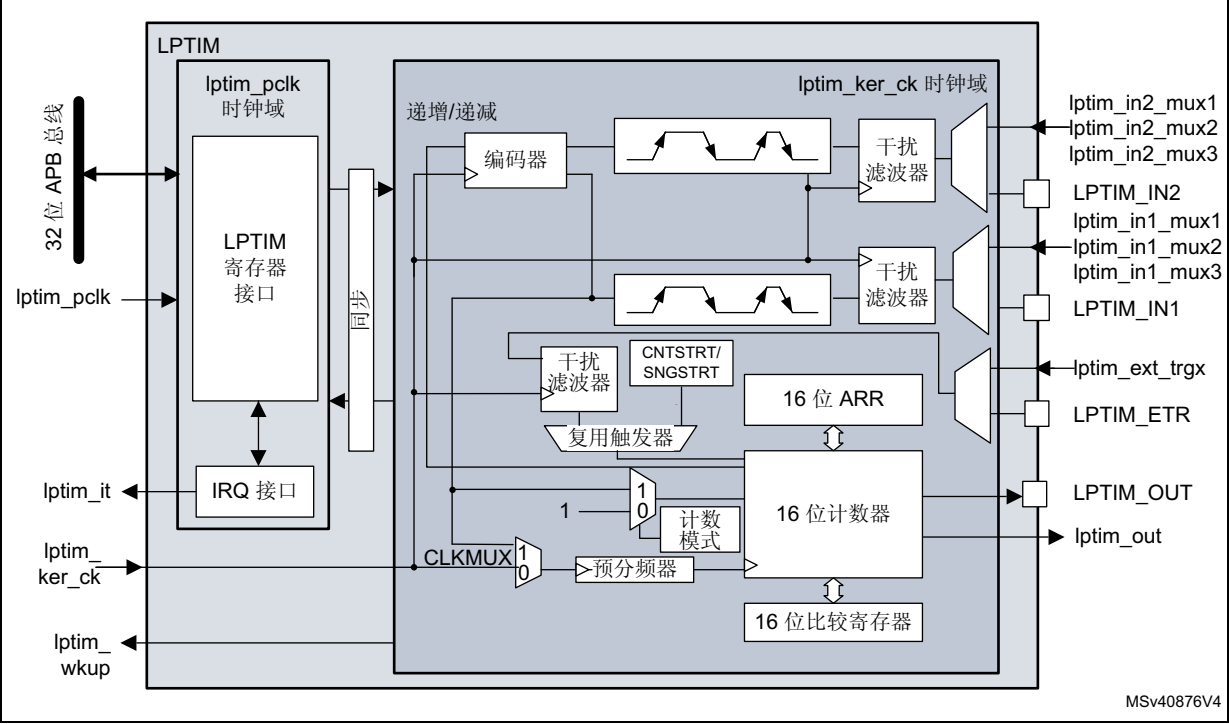 LPTIM
lptim_pclk
时钟域
lptim_ker_ck 时钟域
递增/递减
32 位 APB 总线
编码器
干扰
滤波器
lptim_in2_mux1
lptim_in2_mux2
lptim_in2_mux3
LPTIM_IN2
LPTIM
寄存器
接口
lptim_pclk
同步
干扰
滤波器
lptim_in1_mux1
lptim_in1_mux2
lptim_in1_mux3
LPTIM_IN1
干扰
滤波器
CNTSTRT/
SNGSTRT
16 位 ARR
lptim_ext_trgx
LPTIM_ETR
复用触发器
lptim_it
IRQ 接口
1
0
1
计数
模式
16 位计数器
LPTIM_OUT
lptim_out
lptim_
ker_ck
CLKMUX
1
0
预分频器
16 位比较寄存器
lptim_
wkup
MSv40876V4